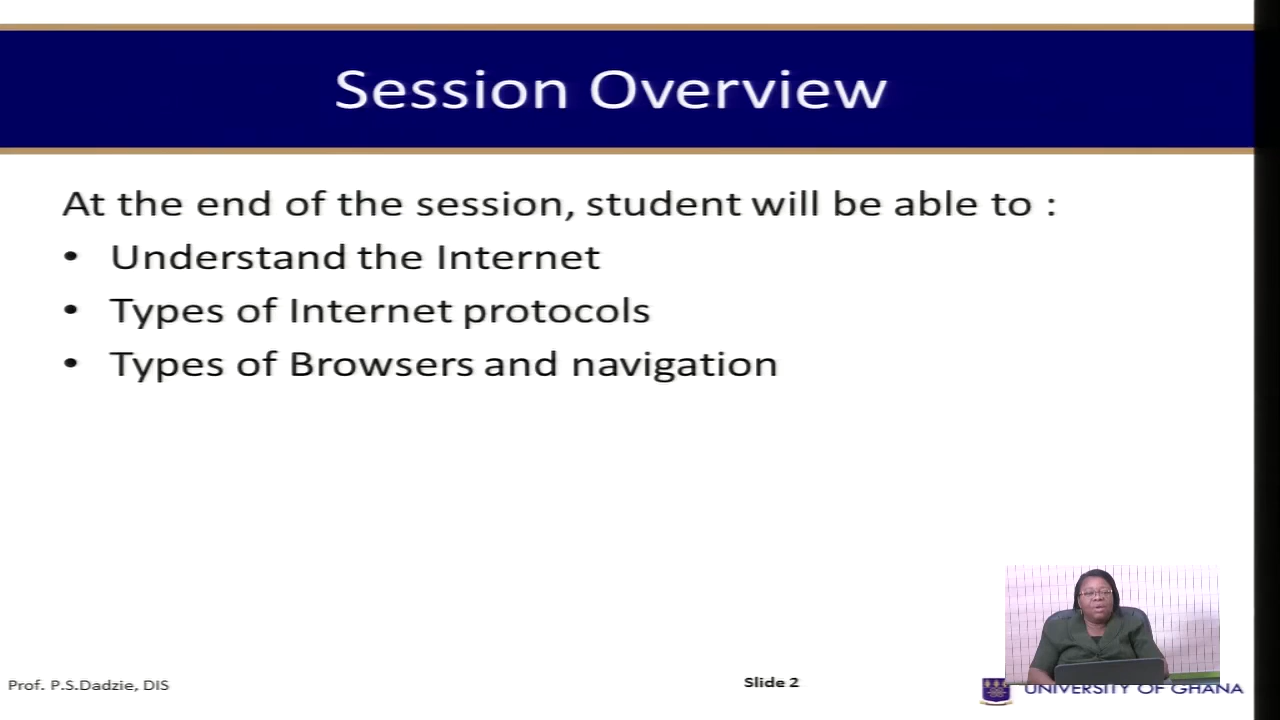 Session Overview
At the end of the session, student will be able to :
• Understand the Internet
• Types of Internet protocols
• Types of Browsers and navigation
Prof. P.S.Dadzie, DIS
Slide 2
UNIVERSITY OF GHANA